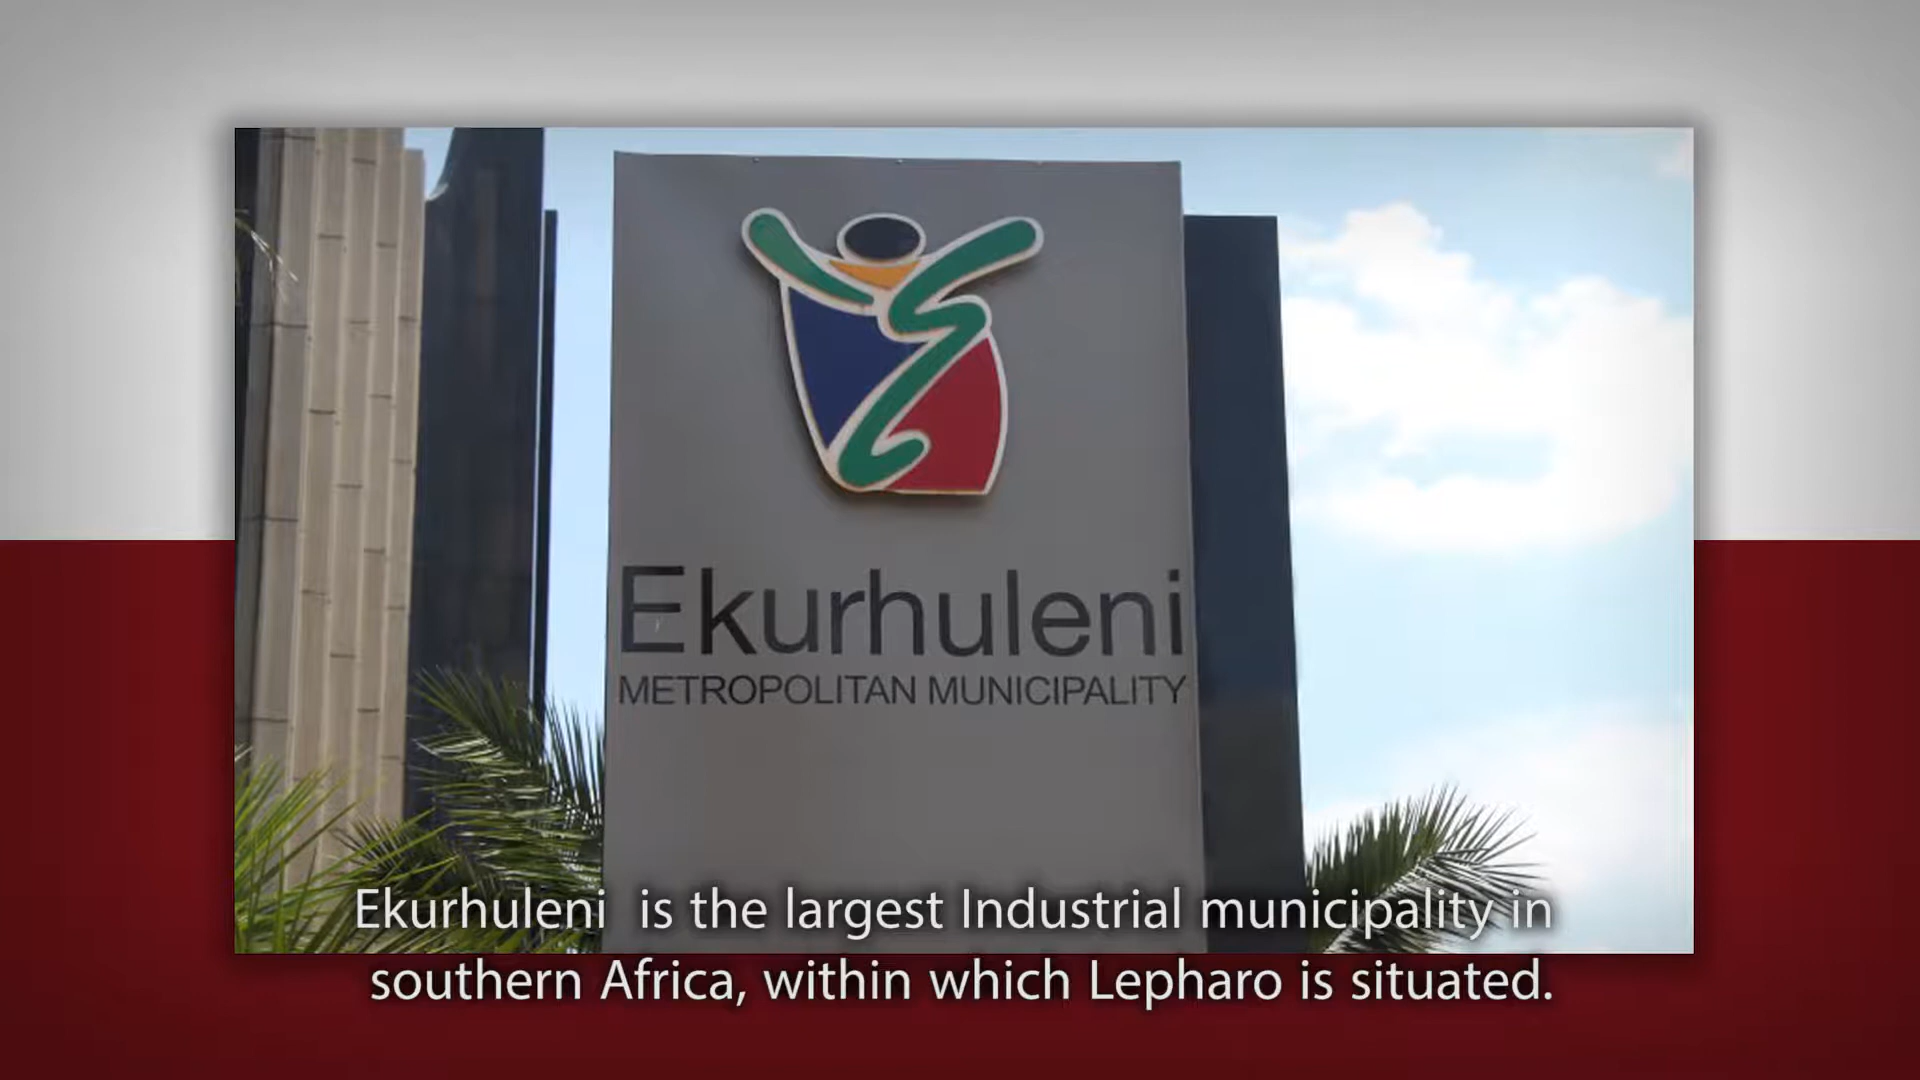 Ekurhuleni
METROPOLITAN MUNICIPALITY
Ekurhuleni  is the largest Industrial municipality in
southern Africa, within which Lepharo is situated.